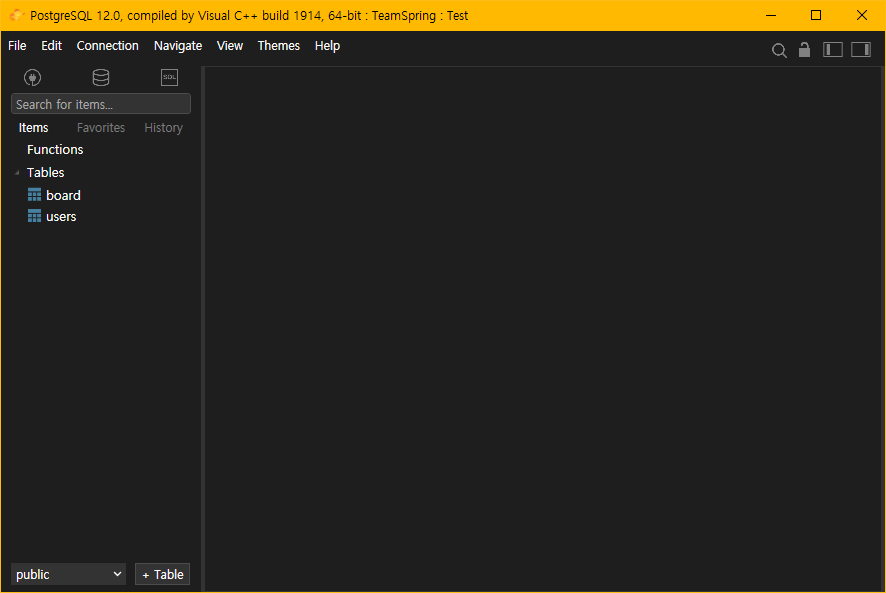 PostgreSQL 12.0, compiled by Visual C++ build 1914, 64-bit : TeamSpring : Test
File Edit Connection Navigate View Themes Help
SQL
Search for items...
Items Favorites History
Functions
Tables
board
users
public + Table